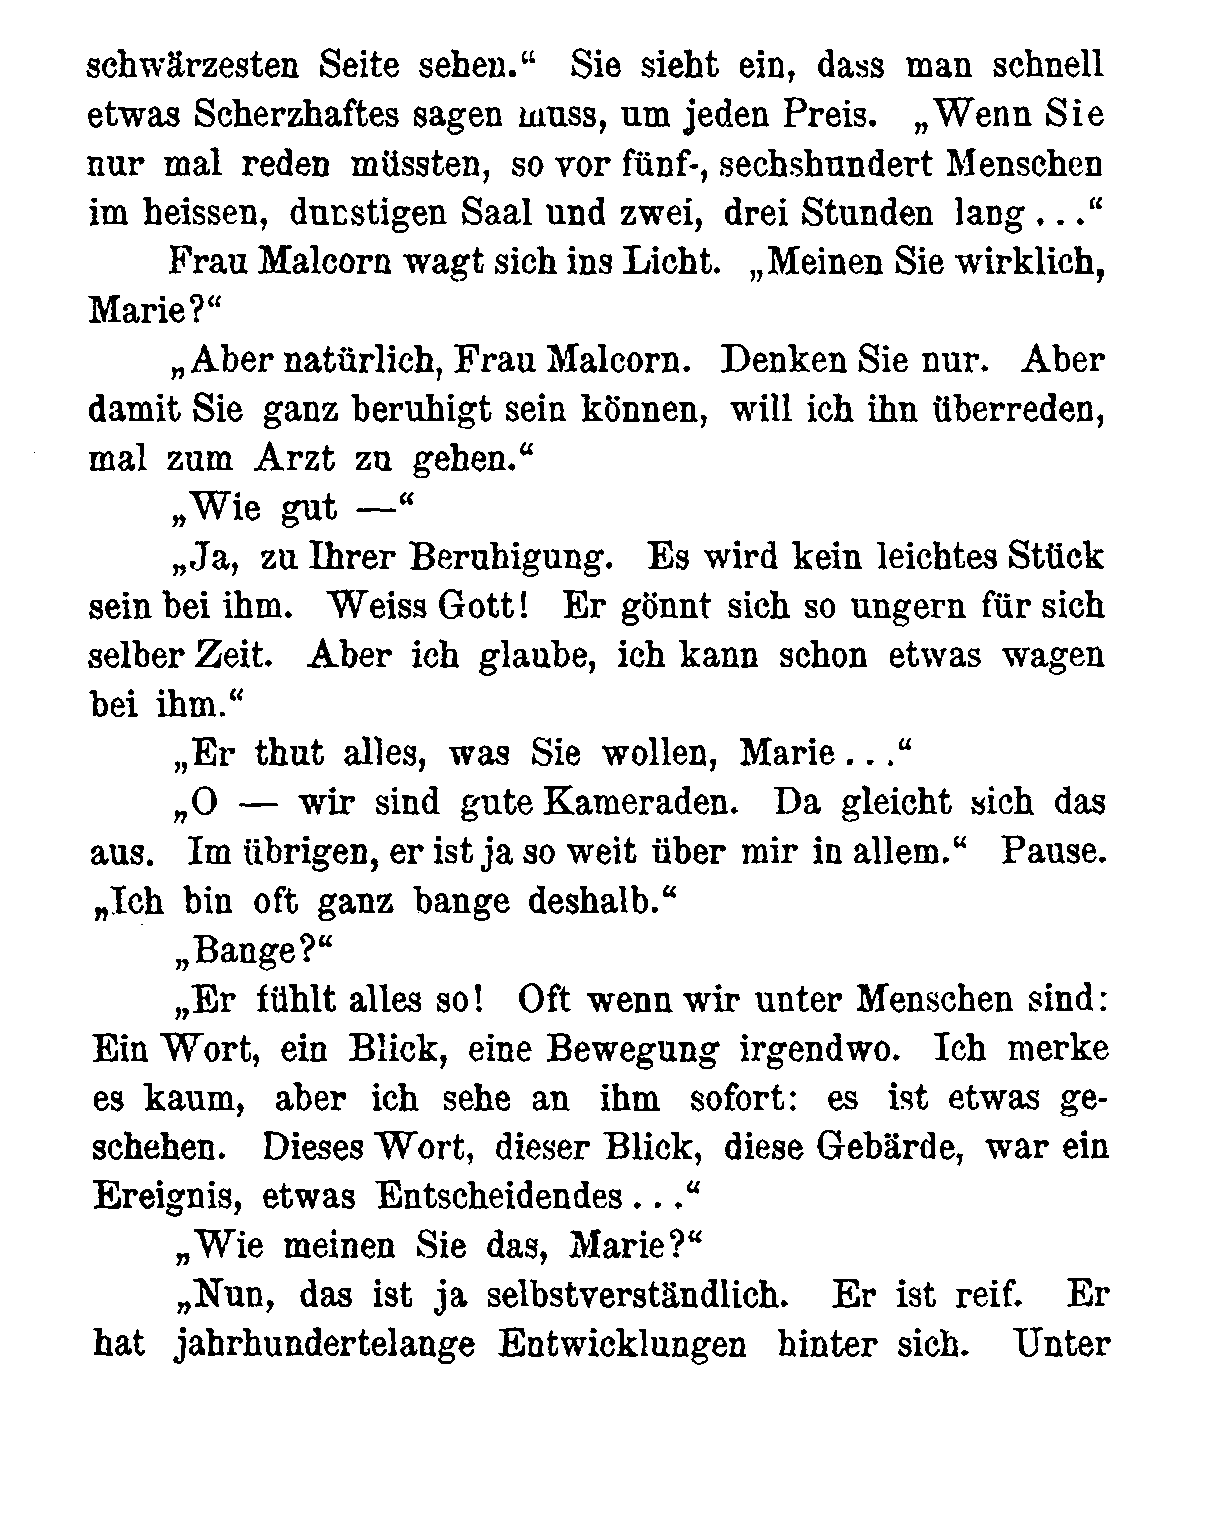 schwärzesten Seite sehen.“ Sie sieht ein, dass man schnell
etwas Scherzhaftes sagen muss, um jeden Preis. „Wenn Sie
nur mal reden müssten, so vor fünf-, sechshundert Menschen
im heissen, dunstigen Saal und zwei, drei Stunden lang . . .“
Frau Malcorn wagt sich ins Licht. „Meinen Sie wirklich,
Marie?“
„Aber natürlich, Frau Malcorn. Denken Sie nur. Aber
damit Sie ganz beruhigt sein können, will ich ihn überreden,
mal zum Arzt zu gehen.“
„Wie gut —“
„Ja, zu Ihrer Beruhigung. Es wird kein leichtes Stück
sein bei ihm. Weiss Gott! Er gönnt sich so ungern für sich
selber Zeit. Aber ich glaube, ich kann schon etwas wagen
bei ihm.“
„Er thut alles, was Sie wollen, Marie . . .“
„O — wir sind gute Kameraden. Da gleicht sich das
aus. Im übrigen, er ist ja so weit über mir in allem.“ Pause.
„Ich bin oft ganz bange deshalb.“
„Bange?“
„Er fühlt alles so! Oft wenn wir unter Menschen sind:
Ein Wort, ein Blick, eine Bewegung irgendwo. Ich merke
es kaum, aber ich sehe an ihm sofort: es ist etwas ge-
schehen. Dieses Wort, dieser Blick, diese Gebärde, war ein
Ereignis, etwas Entscheidendes . . .“
„Wie meinen Sie das, Marie?“
„Nun, das ist ja selbstverständlich. Er ist reif. Er
hat jahrhundertelange Entwicklungen hinter sich. Unter